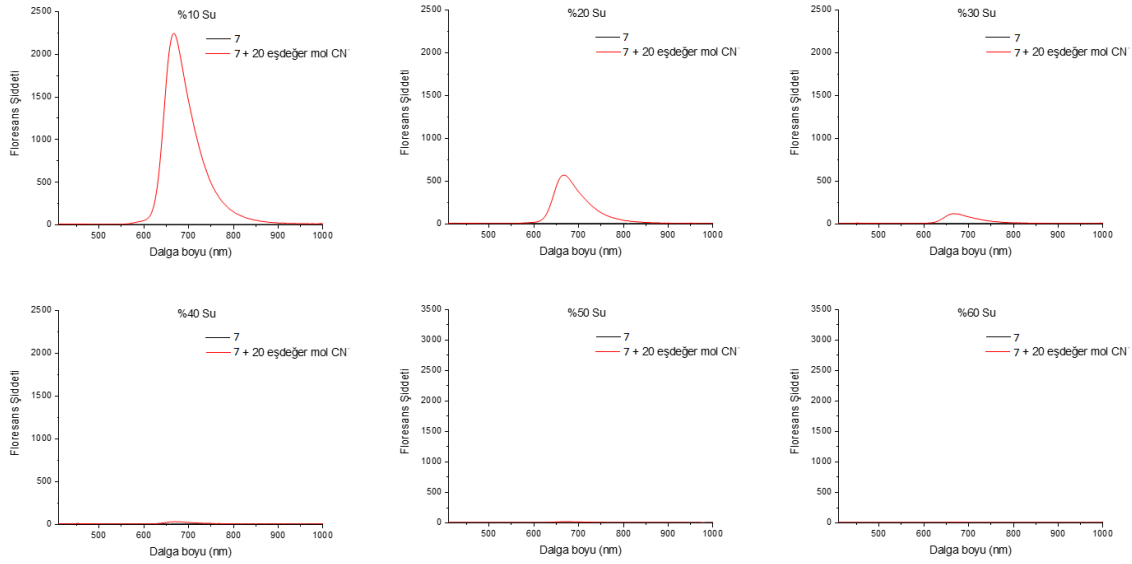 %10 Su
7
7 + 20 eşdeğer mol CN⁻
Floresans Şiddeti
2500
2000
1500
1000
500
0
500 600 700 800 900 1000
Dalga boyu (nm)
%20 Su
7
7 + 20 eşdeğer mol CN⁻
Floresans Şiddeti
2500
2000
1500
1000
500
0
500 600 700 800 900 1000
Dalga boyu (nm)
%30 Su
7
7 + 20 eşdeğer mol CN⁻
Floresans Şiddeti
2500
2000
1500
1000
500
0
500 600 700 800 900 1000
Dalga boyu (nm)
%40 Su
7
7 + 20 eşdeğer mol CN⁻
Floresans Şiddeti
2500
2000
1500
1000
500
0
500 600 700 800 900 1000
Dalga boyu (nm)
%50 Su
7
7 + 20 eşdeğer mol CN⁻
Floresans Şiddeti
3500
3000
2500
2000
1500
1000
500
0
500 600 700 800 900 1000
Dalga boyu (nm)
%60 Su
7
7 + 20 eşdeğer mol CN⁻
Floresans Şiddeti
3500
3000
2500
2000
1500
1000
500
0
500 600 700 800 900 1000
Dalga boyu (nm)